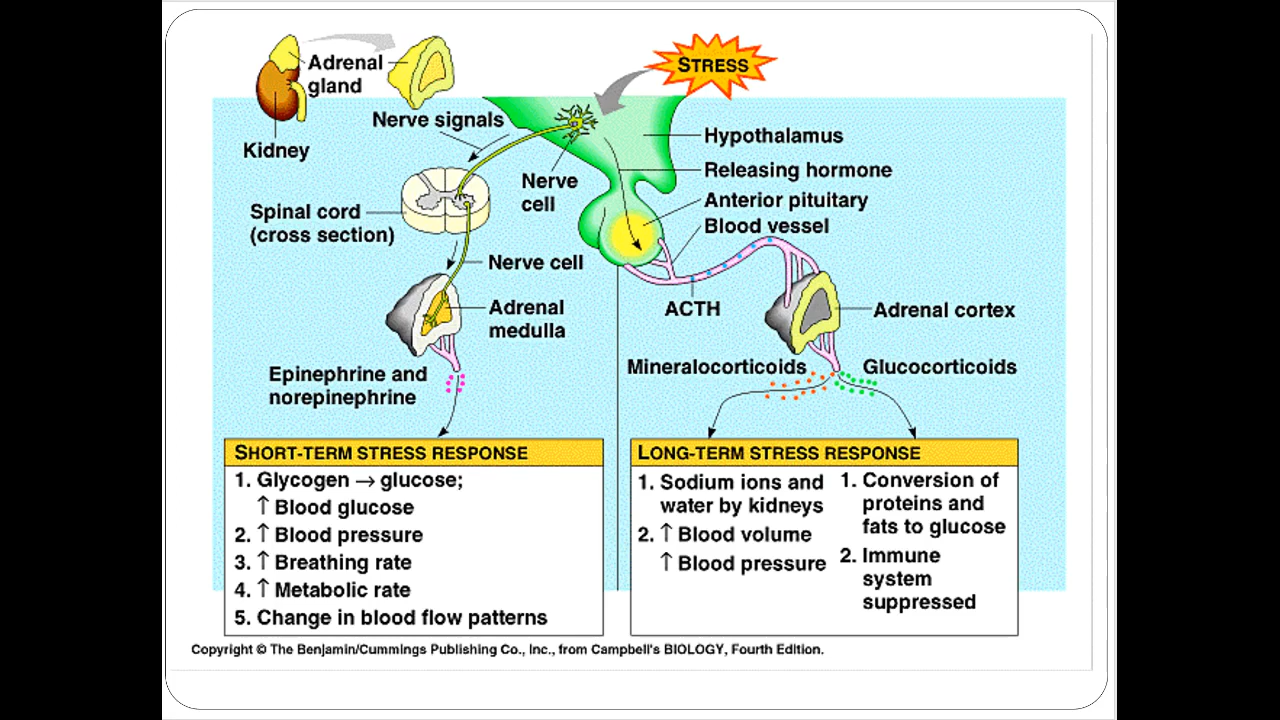 Adrenal
gland
STRESS
Nerve signals
Kidney
Hypothalamus
Releasing hormone
Nerve
cell
Anterior pituitary
Spinal cord
(cross section)
Blood vessel
Nerve cell
Adrenal
medulla
ACTH
Adrenal cortex
Epinephrine and
norepinephrine
Mineralocorticoids
Glucocorticoids
SHORT-TERM STRESS RESPONSE
1. Glycogen → glucose;
↑ Blood glucose
2. ↑ Blood pressure
3. ↑ Breathing rate
4. ↑ Metabolic rate
5. Change in blood flow patterns
LONG-TERM STRESS RESPONSE
1. Sodium ions and
water by kidneys
2. ↑ Blood volume
↑ Blood pressure
1. Conversion of
proteins and
fats to glucose
2. Immune
system
suppressed
Copyright © The Benjamin/Cummings Publishing Co., Inc., from Campbell's BIOLOGY, Fourth Edition.